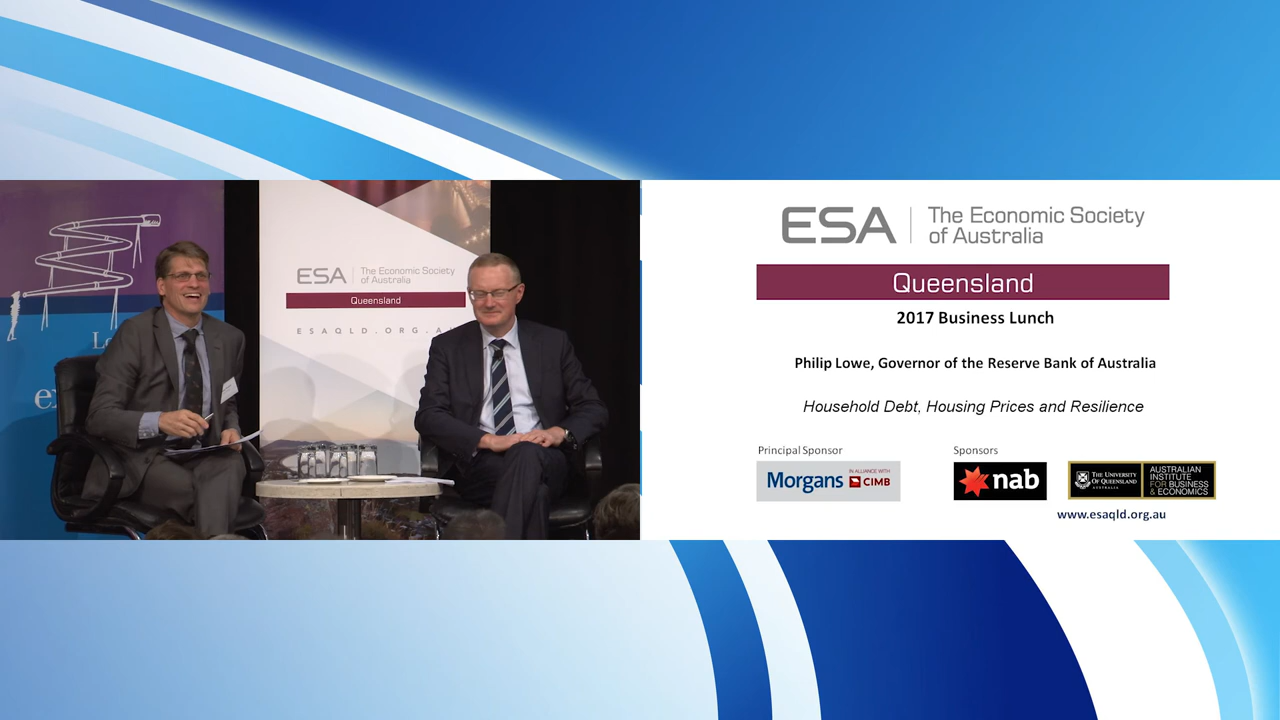 ESA
The Economic Society
of Australia
Queensland
ESAQLD.ORG.A
ESA
The Economic Society
of Australia
Queensland
2017 Business Lunch
Philip Lowe, Governor of the Reserve Bank of Australia
Household Debt, Housing Prices and Resilience
Principal Sponsor
Sponsors
Morgans
IN ALLIANCE WITH
CIMB
nab
THE UNIVERSITY
OF QUEENSLAND
AUSTRALIA
AUSTRALIAN
INSTITUTE
FOR BUSINESS
& ECONOMICS
www.esaqld.org.au